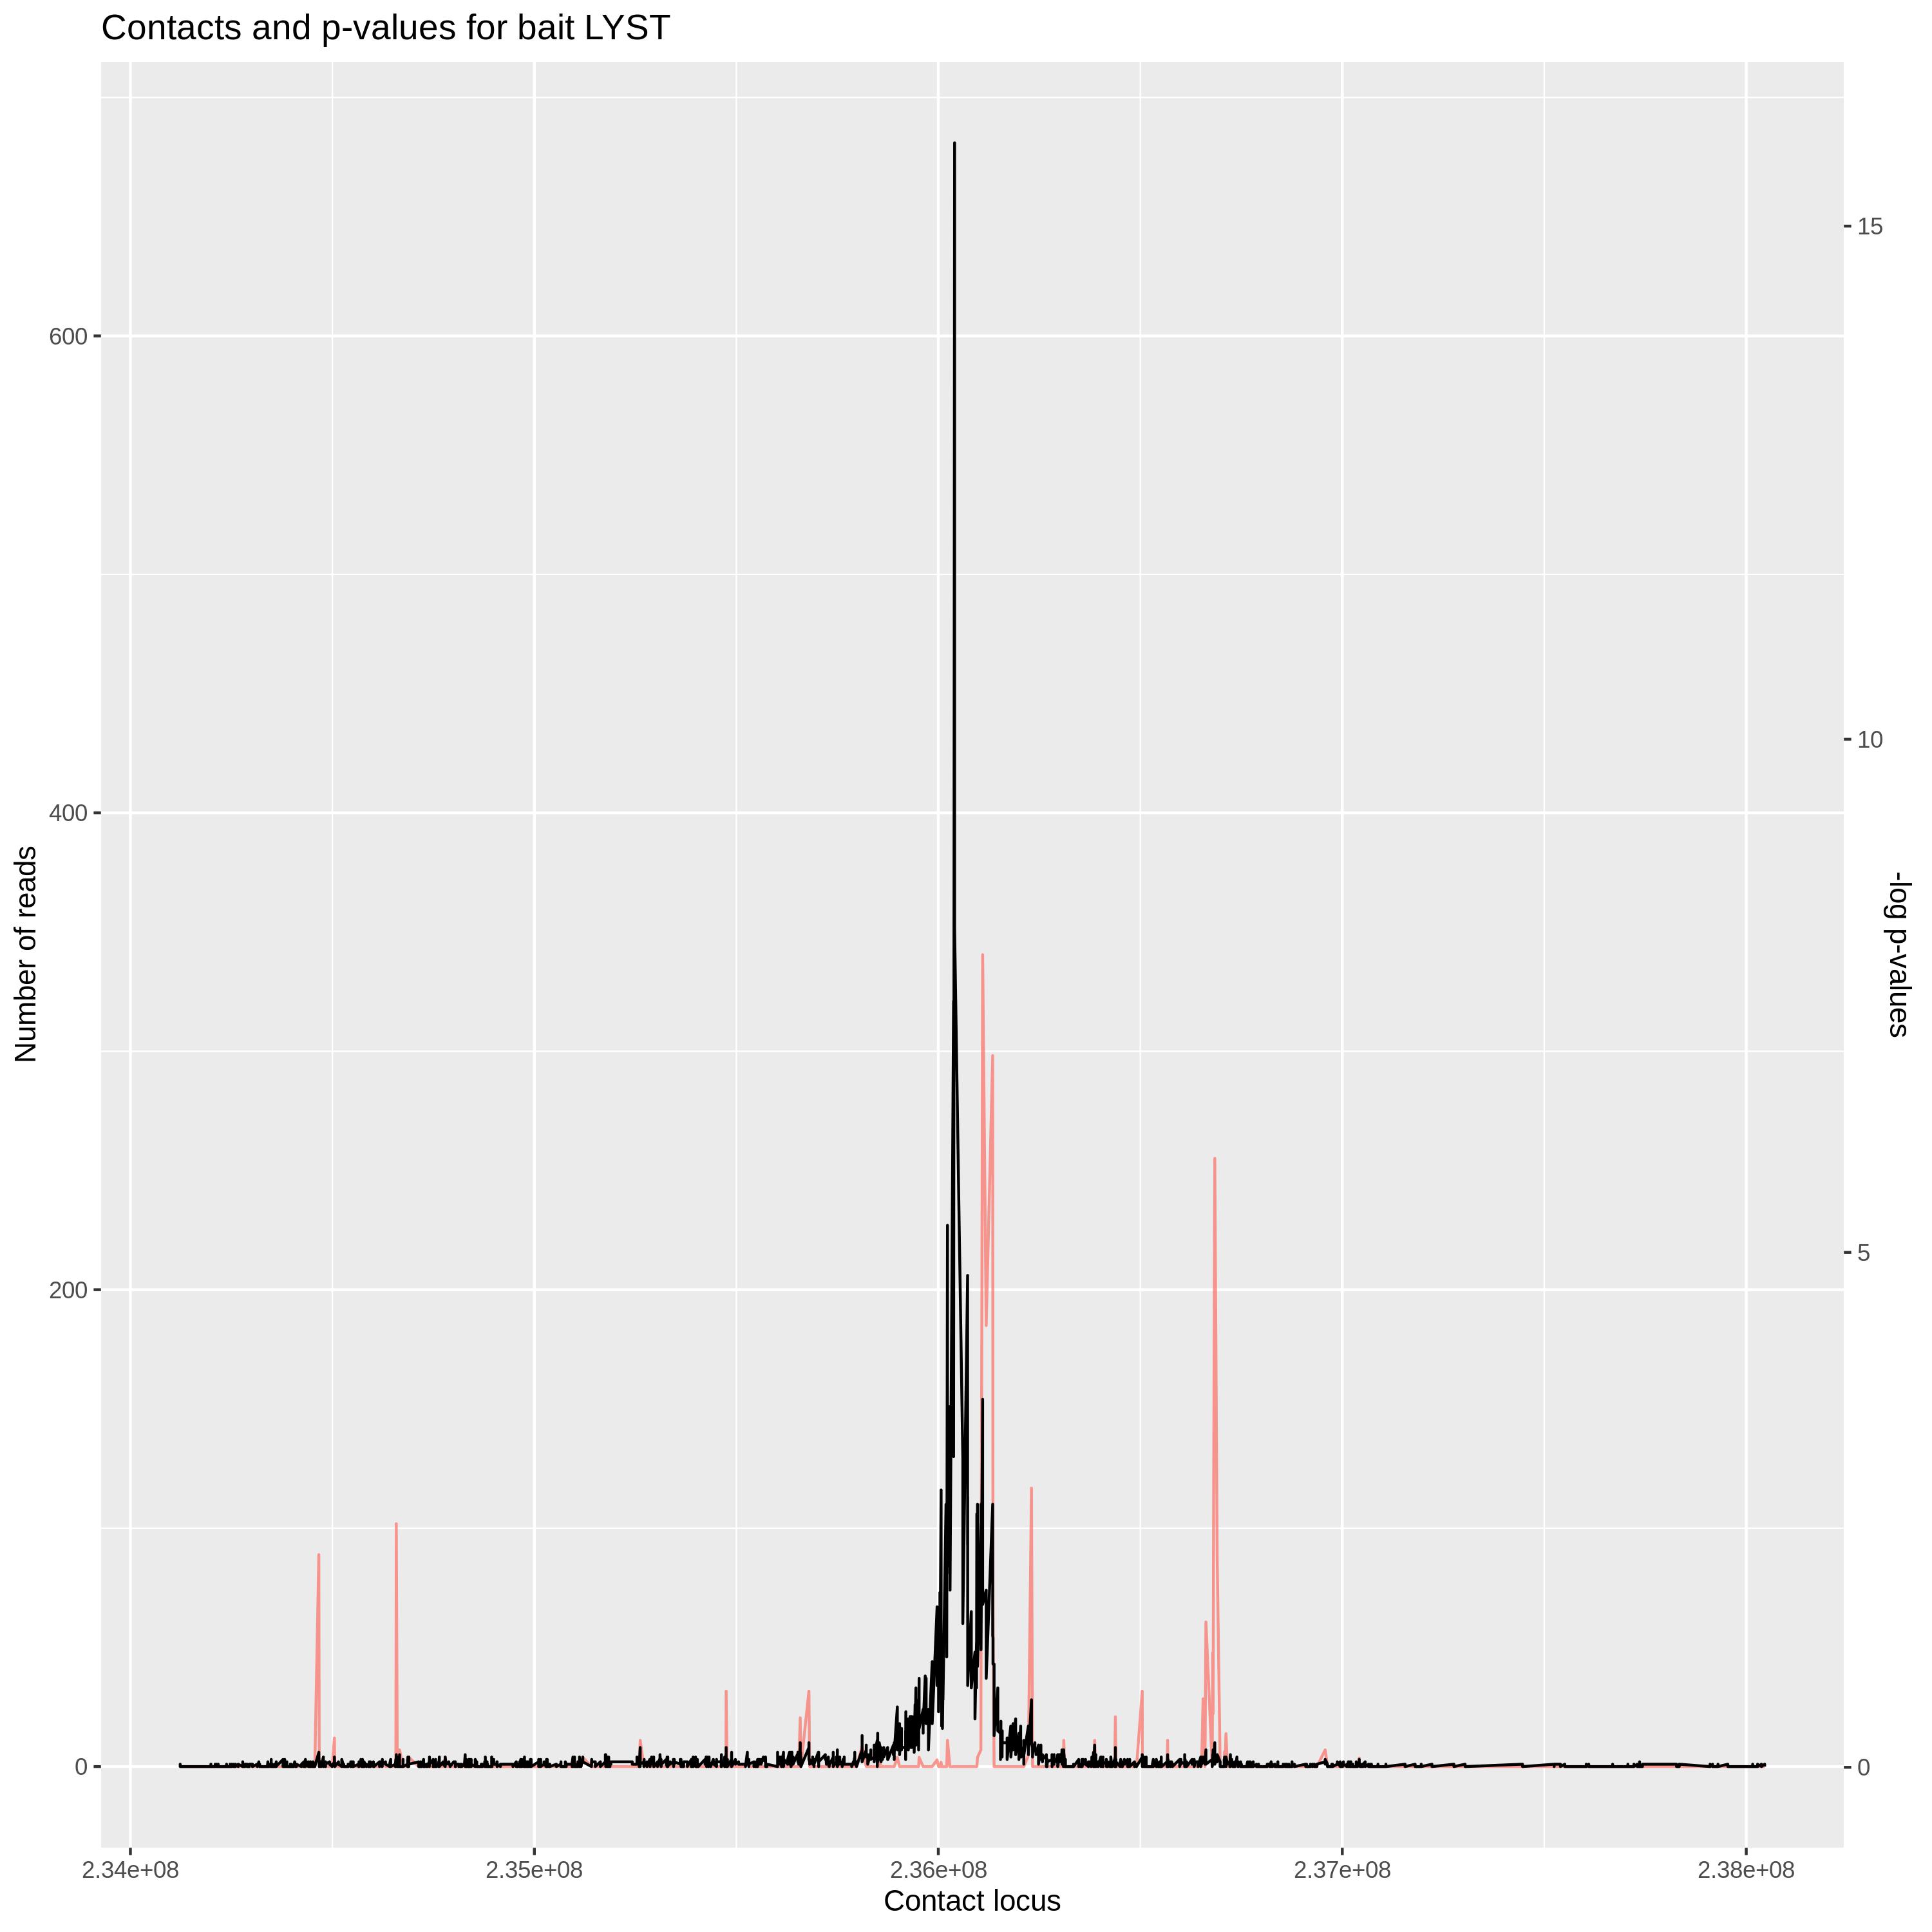 Contacts and p-values for bait LYST
15
600
10
400
Number of reads
-log p-values
5
200
0
0
2.34e+08
2.35e+08
2.36e+08
2.37e+08
2.38e+08
Contact locus